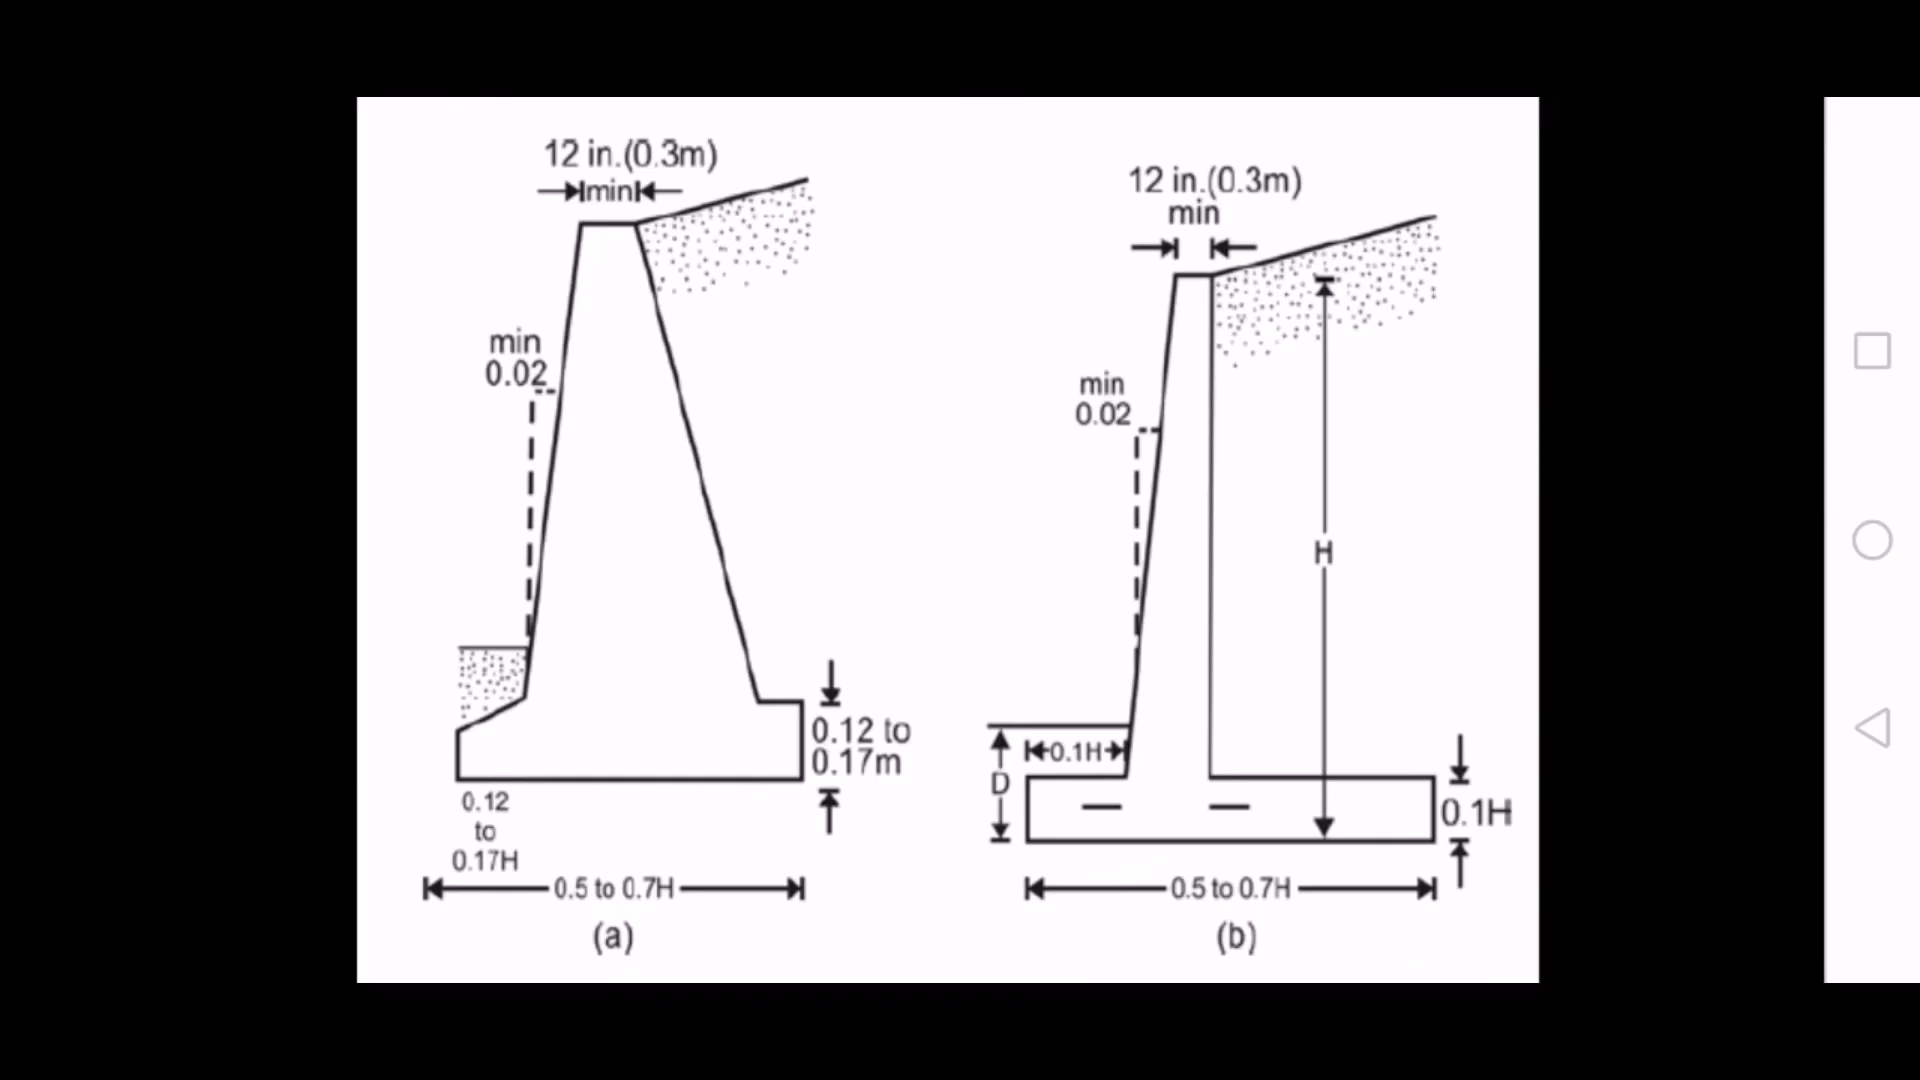 12 in.(0.3m)
min
min
0.02
0.12 to
0.17m
0.12
to
0.17H
0.5 to 0.7H
(a)
12 in.(0.3m)
min
min
0.02
H
0.1H
D
0.1H
0.5 to 0.7H
(b)